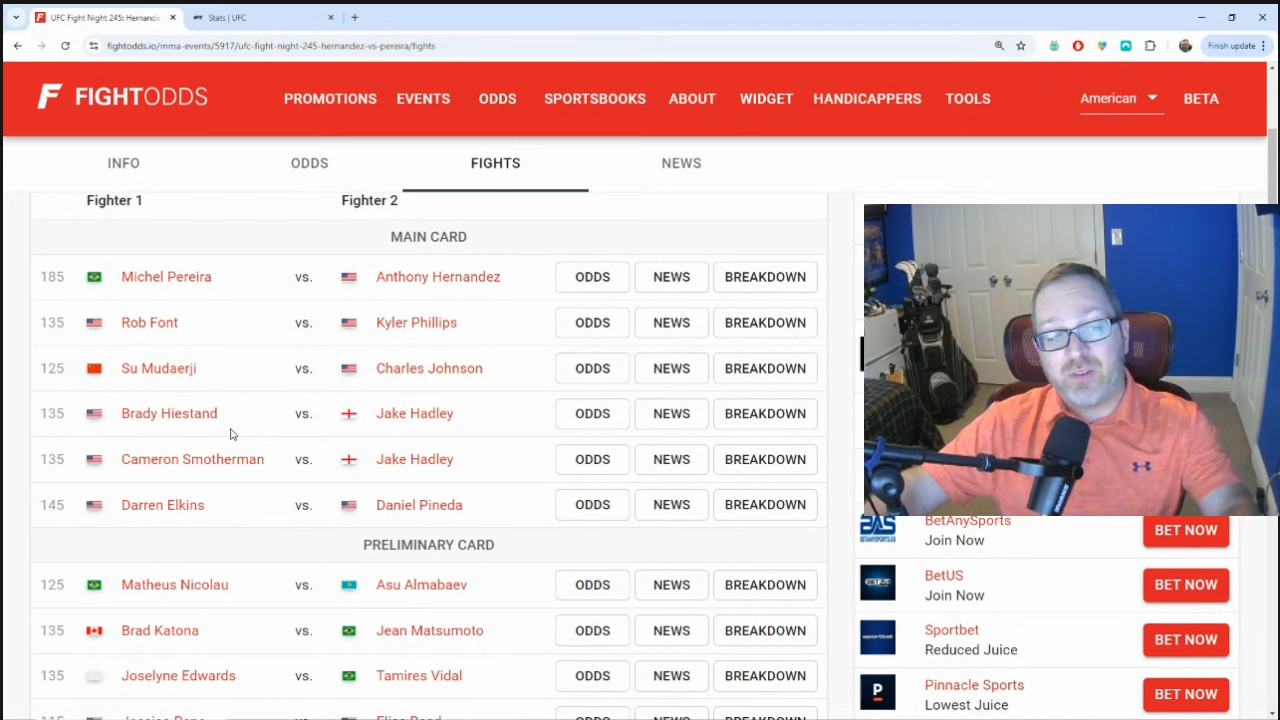 UFC Fight Night 245: Hernande
Stats | UFC
fightodds.io/mma-events/5917/ufc-fight-night-245-hernandez-vs-pereira/fights
Finish update
FIGHTODDS
PROMOTIONS EVENTS ODDS SPORTSBOOKS ABOUT WIDGET HANDICAPPERS TOOLS American BETA
INFO ODDS FIGHTS NEWS
Fighter 1 Fighter 2
MAIN CARD
185 Michel Pereira vs. Anthony Hernandez ODDS NEWS BREAKDOWN
135 Rob Font vs. Kyler Phillips ODDS NEWS BREAKDOWN
125 Su Mudaerji vs. Charles Johnson ODDS NEWS BREAKDOWN
135 Brady Hiestand vs. Jake Hadley ODDS NEWS BREAKDOWN
135 Cameron Smotherman vs. Jake Hadley ODDS NEWS BREAKDOWN
145 Darren Elkins vs. Daniel Pineda ODDS NEWS BREAKDOWN
PRELIMINARY CARD
125 Matheus Nicolau vs. Asu Almabaev ODDS NEWS BREAKDOWN
135 Brad Katona vs. Jean Matsumoto ODDS NEWS BREAKDOWN
135 Joselyne Edwards vs. Tamires Vidal ODDS NEWS BREAKDOWN
BAS BetAnySports
Join Now
BET NOW
BetUS
Join Now
BET NOW
Sportbet
Reduced Juice
BET NOW
Pinnacle Sports
Lowest Juice
BET NOW